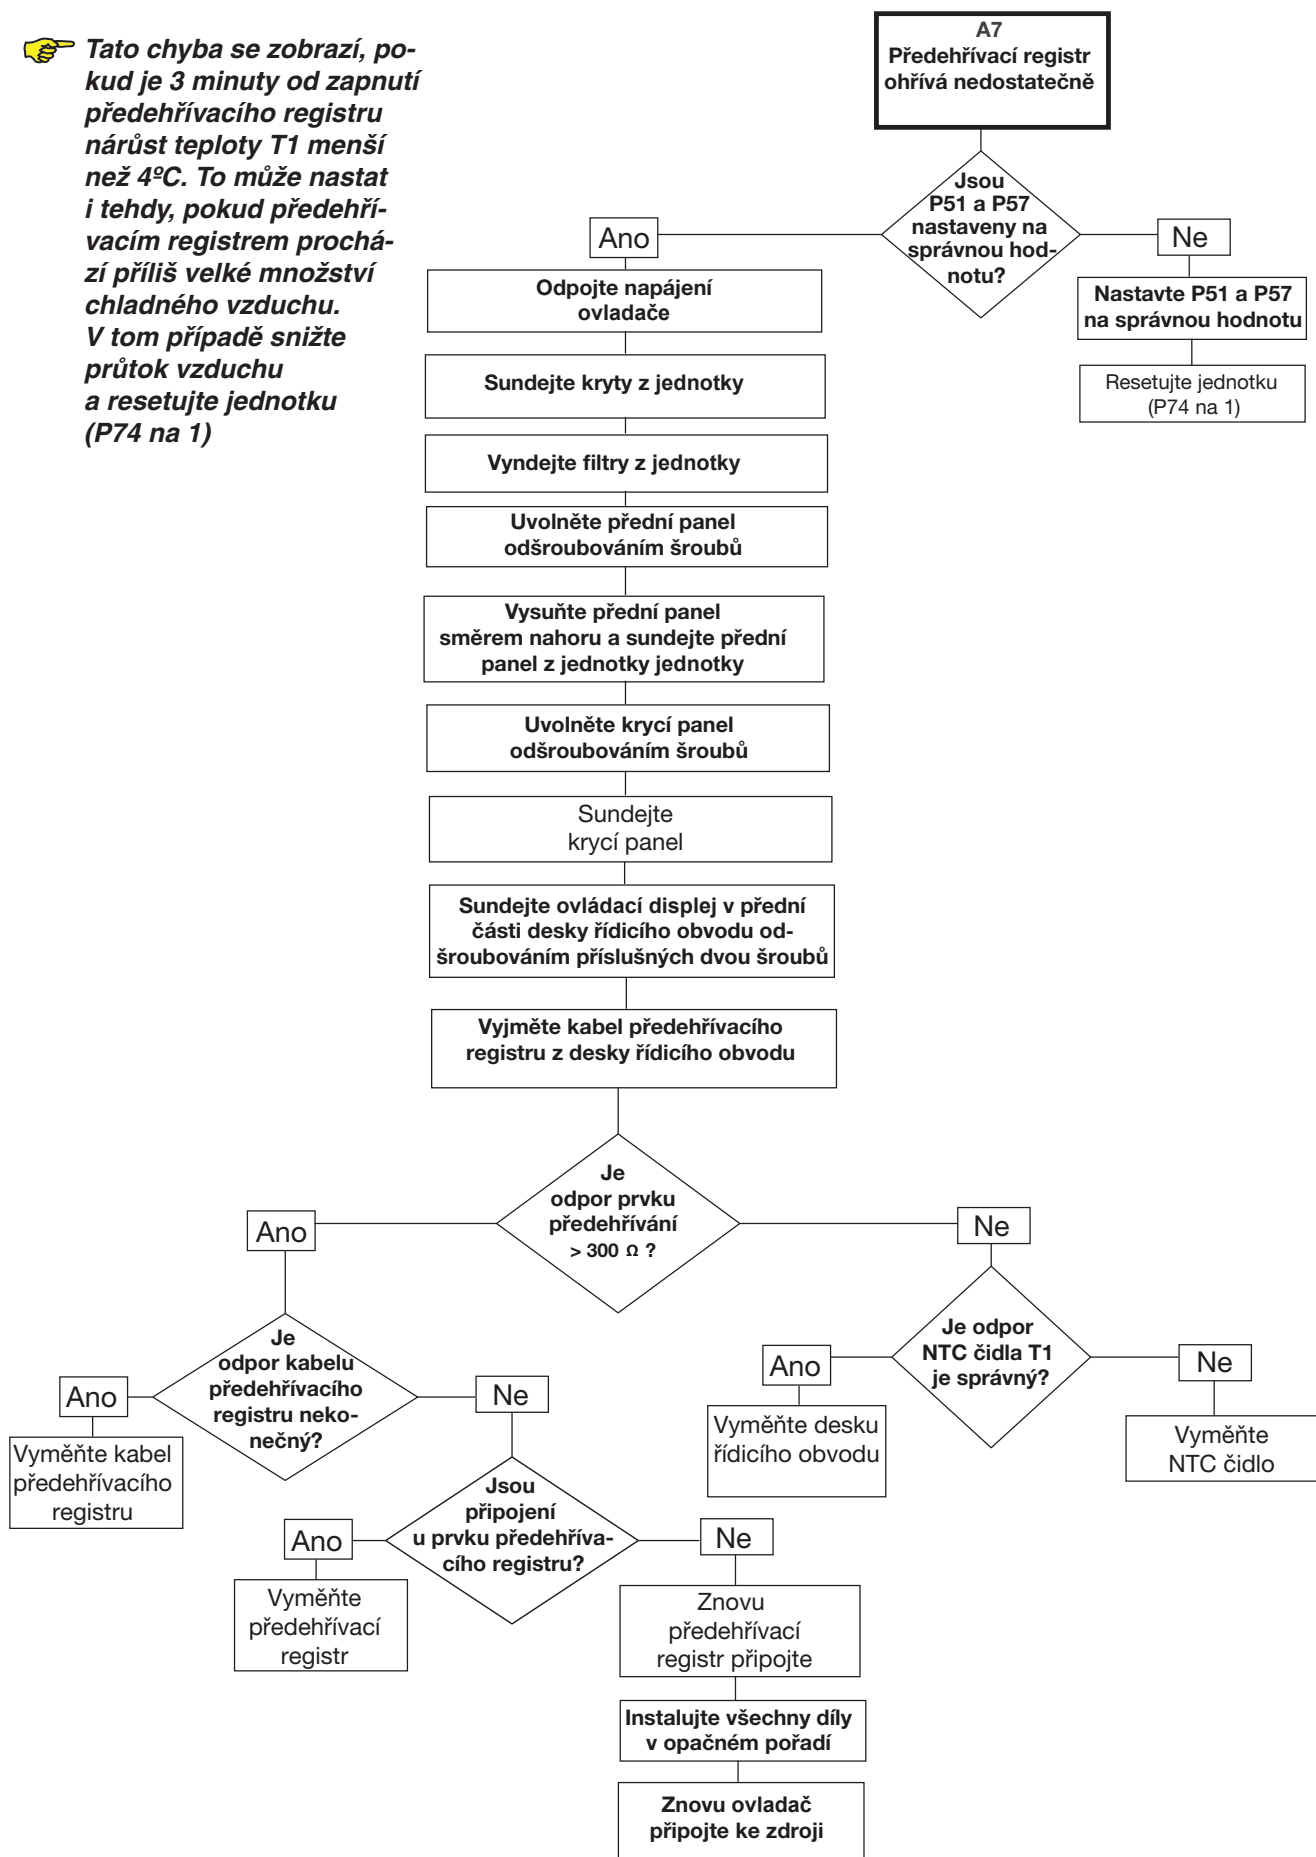 Tato chyba se zobrazí, po-
kud je 3 minuty od zapnutí
předehřívacího registru
nárůst teploty T1 menší
než 4ºC. To může nastat
i tehdy, pokud předehří-
vacím registrem prochá-
zí příliš velké množství
chladného vzduchu.
V tom případě snižte
průtok vzduchu
a resetujte jednotku
(P74 na 1)
A7
Předehřívací registr
ohřívá nedostatečně
Jsou
P51 a P57
nastaveny na
správnou hod-
notu?
Ano
Ne
Odpojte napájení
ovladače
Nastavte P51 a P57
na správnou hodnotu
Sundejte kryty z jednotky
Resetujte jednotku
(P74 na 1)
Vyndejte filtry z jednotky
Uvolněte přední panel
odšroubováním šroubů
Vysuňte přední panel
směrem nahoru a sundejte přední
panel z jednotky jednotky
Uvolněte krycí panel
odšroubováním šroubů
Sundejte
krycí panel
Sundejte ovládací displej v přední
části desky řídicího obvodu od-
šroubováním příslušných dvou šroubů
Vyjměte kabel předehřívacího
registru z desky řídicího obvodu
Je
odpor prvku
předehřívání
> 300 Ω ?
Ano
Ne
Je
odpor kabelu
předehřívacího
registru neko-
nečný?
Je odpor
NTC čidla T1
je správný?
Ano
Ne
Ano
Ne
Vyměňte kabel
předehřívacího
registru
Vyměňte desku
řídicího obvodu
Vyměňte
NTC čidlo
Jsou
připojení
u prvku předehříva-
cího registru?
Ano
Ne
Vyměňte
předehřívací
registr
Znovu
předehřívací
registr připojte
Instalujte všechny díly
v opačném pořadí
Znovu ovladač
připojte ke zdroji